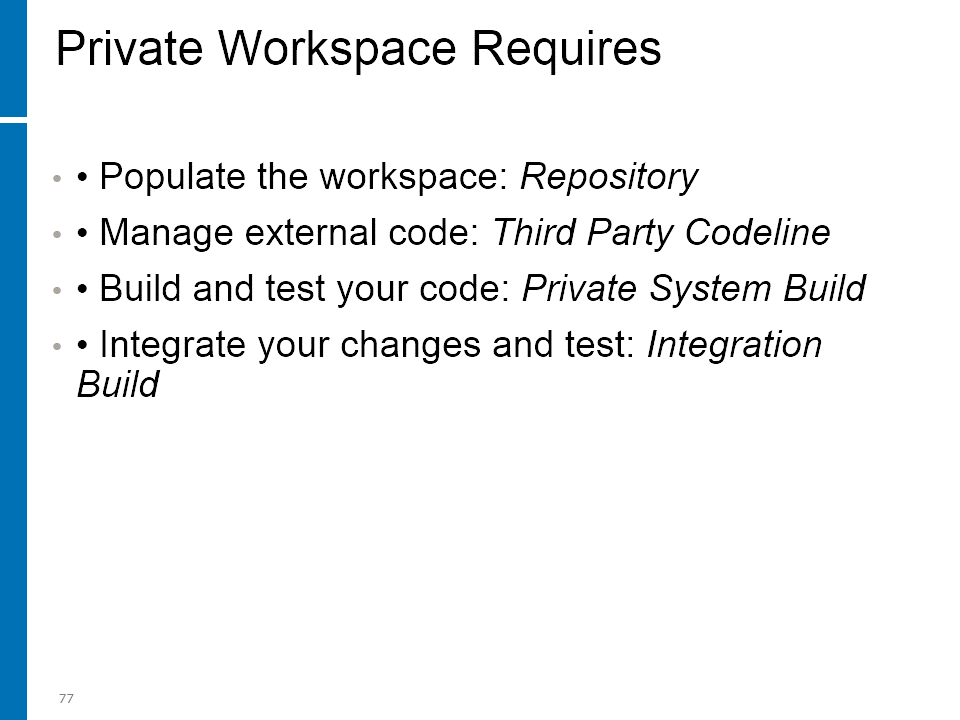 Private Workspace Requires
• • Populate the workspace: Repository
• • Manage external code: Third Party Codeline
• • Build and test your code: Private System Build
• • Integrate your changes and test: Integration
Build
77